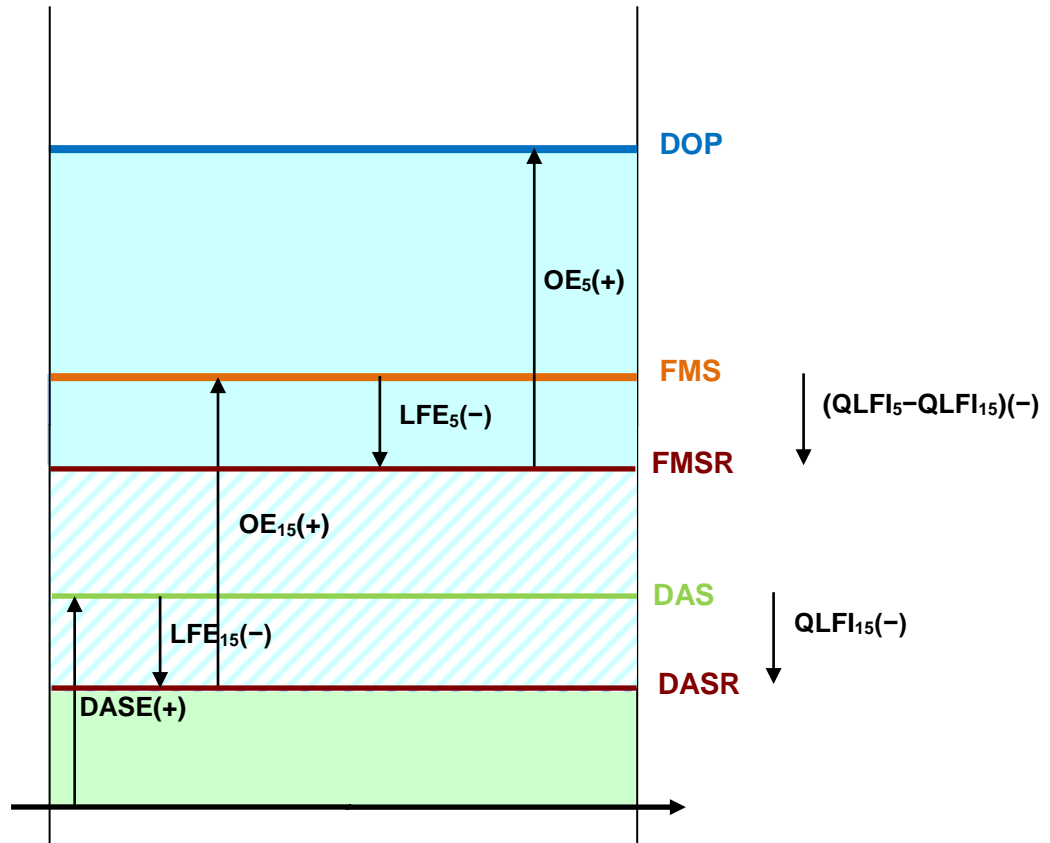 DOP
OE₅(+)
FMS
LFE₅(−)
(QLFI₅−QLFI₁₅)(−)
FMSR
OE₁₅(+)
DAS
LFE₁₅(−)
QLFI₁₅(−)
DASR
DASE(+)